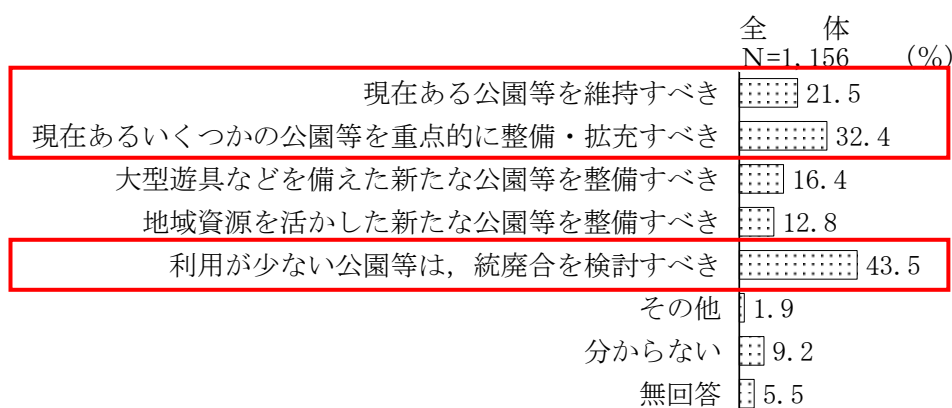 全　体
N=1,156　(%)
現在ある公園等を維持すべき 21.5
現在あるいくつかの公園等を重点的に整備・拡充すべき 32.4
大型遊具などを備えた新たな公園等を整備すべき 16.4
地域資源を活かした新たな公園等を整備すべき 12.8
利用が少ない公園等は，統廃合を検討すべき 43.5
その他 1.9
分からない 9.2
無回答 5.5